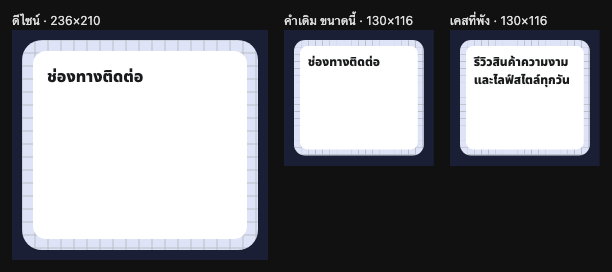 ดีไซน์ · 236×210
ช่องทางติดต่อ
คำเดิม ขนาดนี้ · 130×116
ช่องทางติดต่อ
เคสที่พัง · 130×116
รีวิวสินค้าความงาม
และไลฟ์สไตล์ทุกวัน